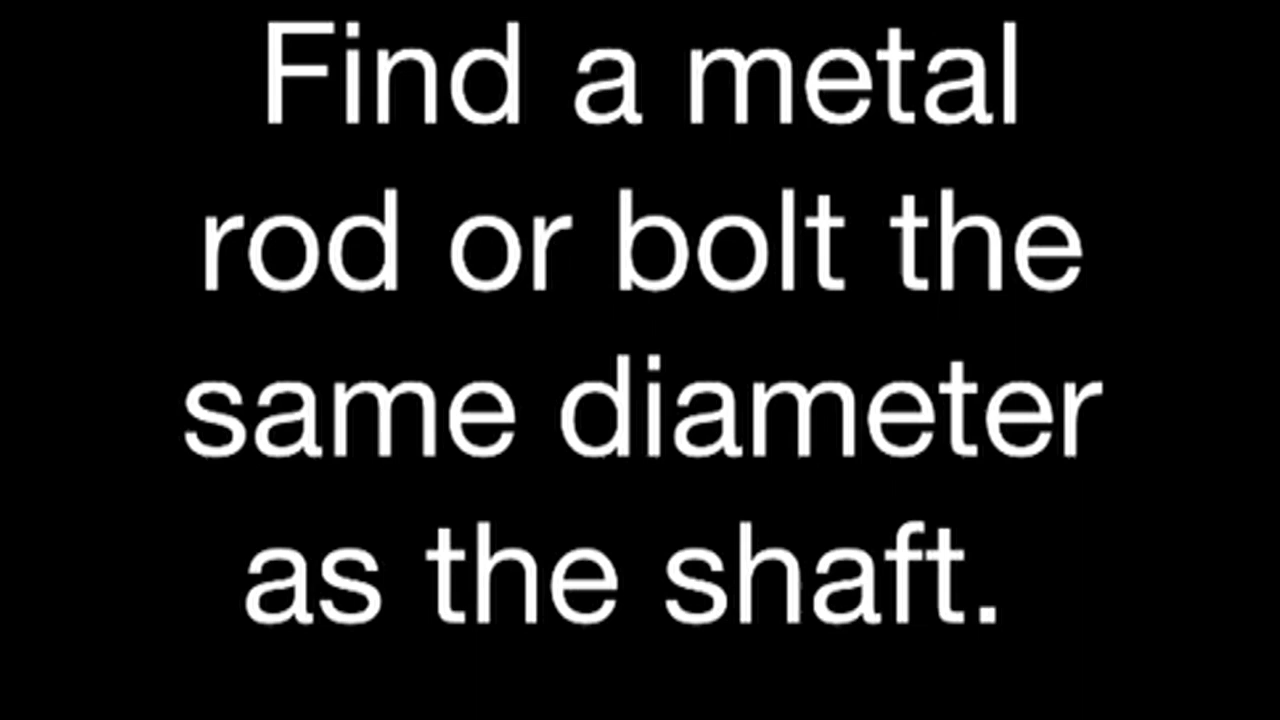 Find a metal
rod or bolt the
same diameter
as the shaft.